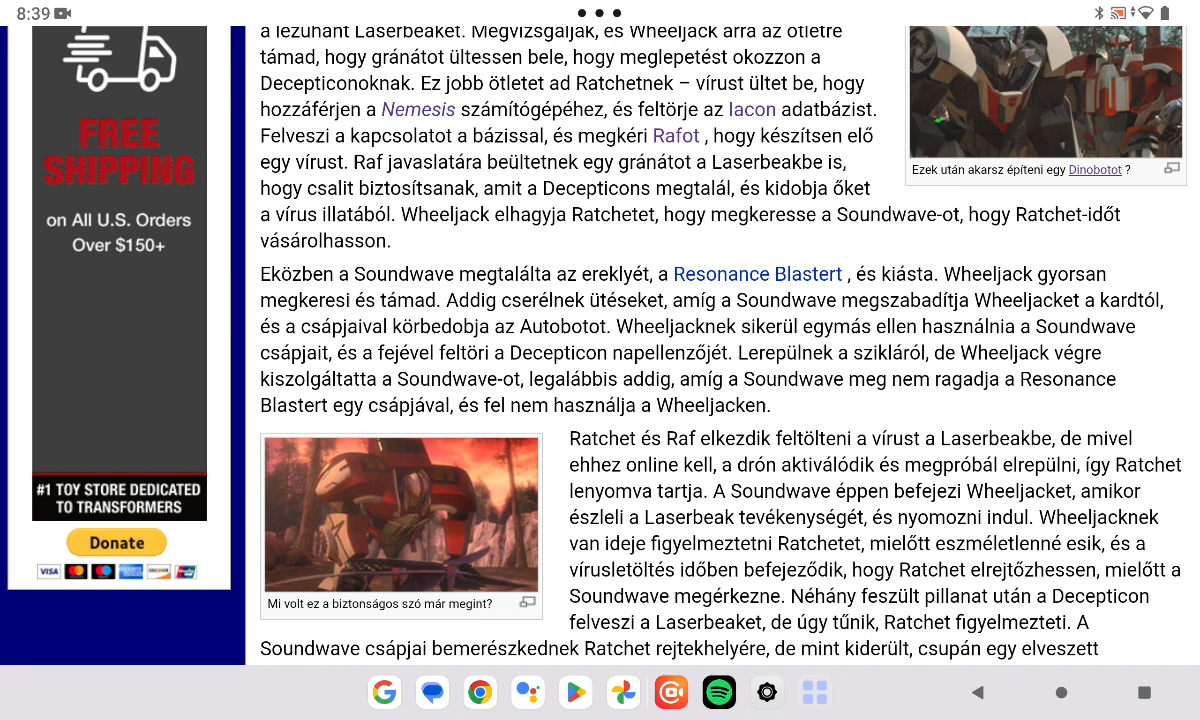 8:39
a lezuhant Laserbeaket. Megvizsgálják, és Wheeljack arra az ötletre
támad, hogy gránátot ültessen bele, hogy meglepetést okozzon a
Decepticonoknak. Ez jobb ötletet ad Ratchetnek – vírust ültet be, hogy
hozzáférjen a Nemesis számítógépéhez, és feltörje az Iacon adatbázist.
Felveszi a kapcsolatot a bázissal, és megkéri Rafot , hogy készítsen elő
egy vírust. Raf javaslatára beültetnek egy gránátot a Laserbeakbe is,
hogy csalit biztosítsanak, amit a Decepticons megtalál, és kidobja őket
a vírus illatából. Wheeljack elhagyja Ratchetet, hogy megkeresse a Soundwave-ot, hogy Ratchet-időt
vásárolhasson.
Ezek után akarsz építeni egy Dinobotot ?
Eközben a Soundwave megtalálta az ereklyét, a Resonance Blastert , és kiásta. Wheeljack gyorsan
megkeresi és támad. Addig cserélnek ütéseket, amíg a Soundwave megszabadítja Wheeljacket a kardtól,
és a csápjaival körbedobja az Autobotot. Wheeljacknek sikerül egymás ellen használnia a Soundwave
csápjait, és a fejével feltöri a Decepticon napellenzőjét. Lerepülnek a szikláról, de Wheeljack végre
kiszolgáltatta a Soundwave-ot, legalábbis addig, amíg a Soundwave meg nem ragadja a Resonance
Blastert egy csápjával, és fel nem használja a Wheeljacken.
Ratchet és Raf elkezdik feltölteni a vírust a Laserbeakbe, de mivel
ehhez online kell, a drón aktiválódik és megpróbál elrepülni, így Ratchet
lenyomva tartja. A Soundwave éppen befejezi Wheeljacket, amikor
észleli a Laserbeak tevékenységét, és nyomozni indul. Wheeljacknek
van ideje figyelmeztetni Ratchetet, mielőtt eszméletlenné esik, és a
vírusletöltés időben befejeződik, hogy Ratchet elrejtőzhessen, mielőtt a
Soundwave megérkezne. Néhány feszült pillanat után a Decepticon
felveszi a Laserbeaket, de úgy tűnik, Ratchet figyelmezteti. A
Soundwave csápjai bemerészkednek Ratchet rejtekhelyére, de mint kiderült, csupán egy elveszett
Mi volt ez a biztonságos szó már megint?
FREE
SHIPPING
on All U.S. Orders
Over $150+
#1 TOY STORE DEDICATED
TO TRANSFORMERS
Donate
VISA